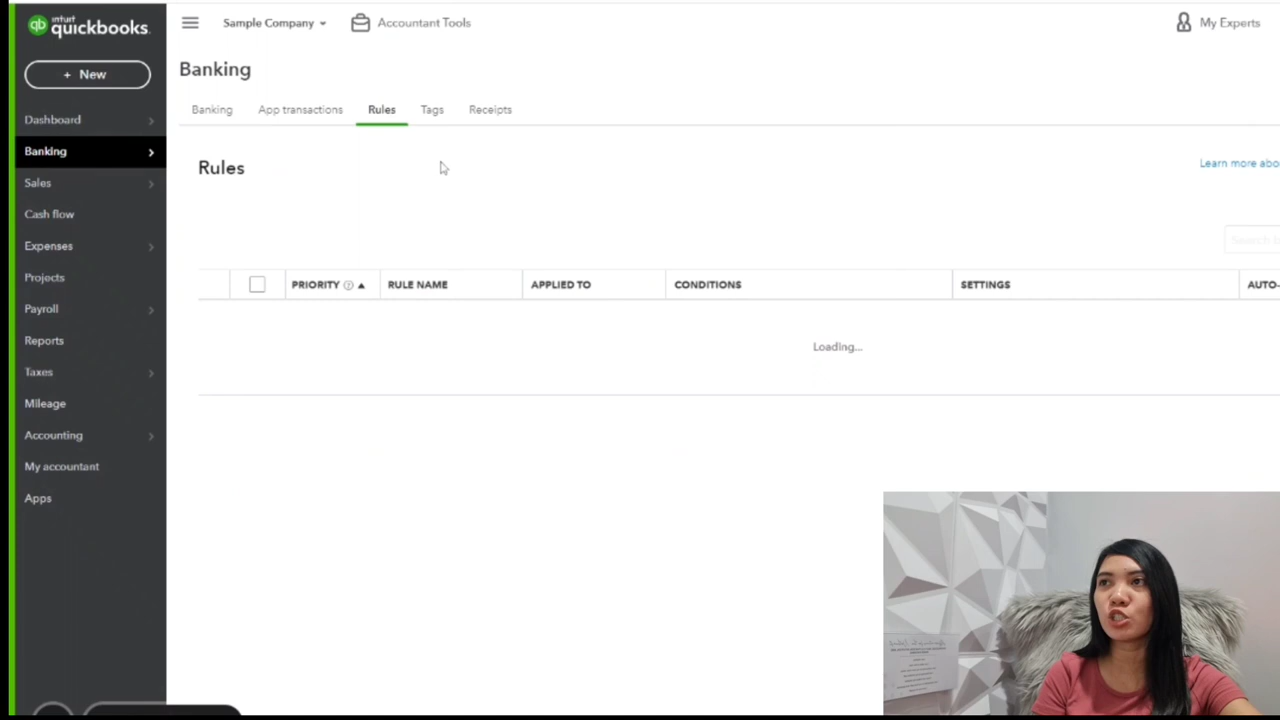 intuit
quickbooks.
Sample Company
Accountant Tools
My Experts
+ New
Banking
Banking
App transactions
Rules
Tags
Receipts
Dashboard
Banking
Sales
Cash flow
Expenses
Projects
Payroll
Reports
Taxes
Mileage
Accounting
My accountant
Apps
Rules
Learn more abo
Search b
PRIORITY
RULE NAME
APPLIED TO
CONDITIONS
SETTINGS
AUTO-
Loading...